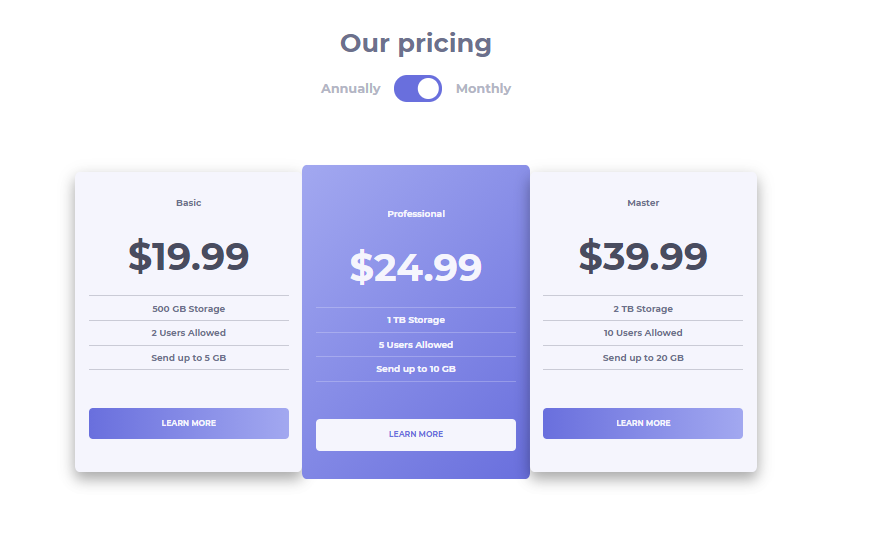 Our pricing
Annually Monthly
Basic
$19.99
500 GB Storage
2 Users Allowed
Send up to 5 GB
LEARN MORE
Professional
$24.99
1 TB Storage
5 Users Allowed
Send up to 10 GB
LEARN MORE
Master
$39.99
2 TB Storage
10 Users Allowed
Send up to 20 GB
LEARN MORE